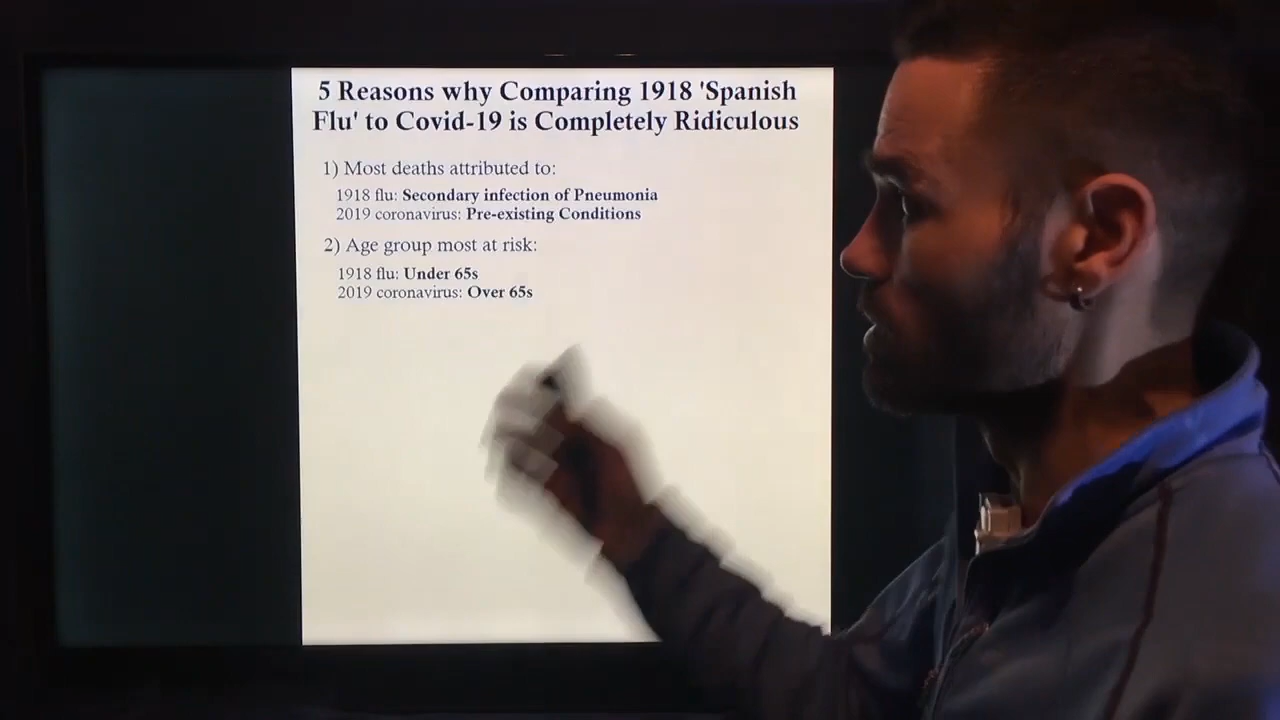 5 Reasons why Comparing 1918 'Spanish
Flu' to Covid-19 is Completely Ridiculous
1) Most deaths attributed to:
1918 flu: Secondary infection of Pneumonia
2019 coronavirus: Pre-existing Conditions
2) Age group most at risk:
1918 flu: Under 65s
2019 coronavirus: Over 65s